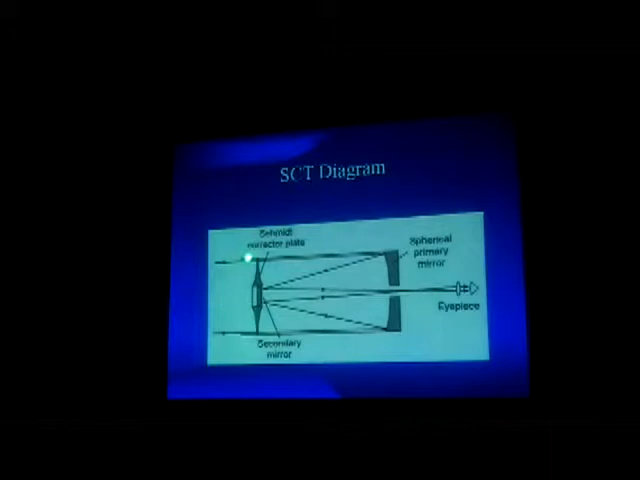 SCT Diagram
Schmidt
corrector plate
Spherical
primary
mirror
Eyepiece
Secondary
mirror